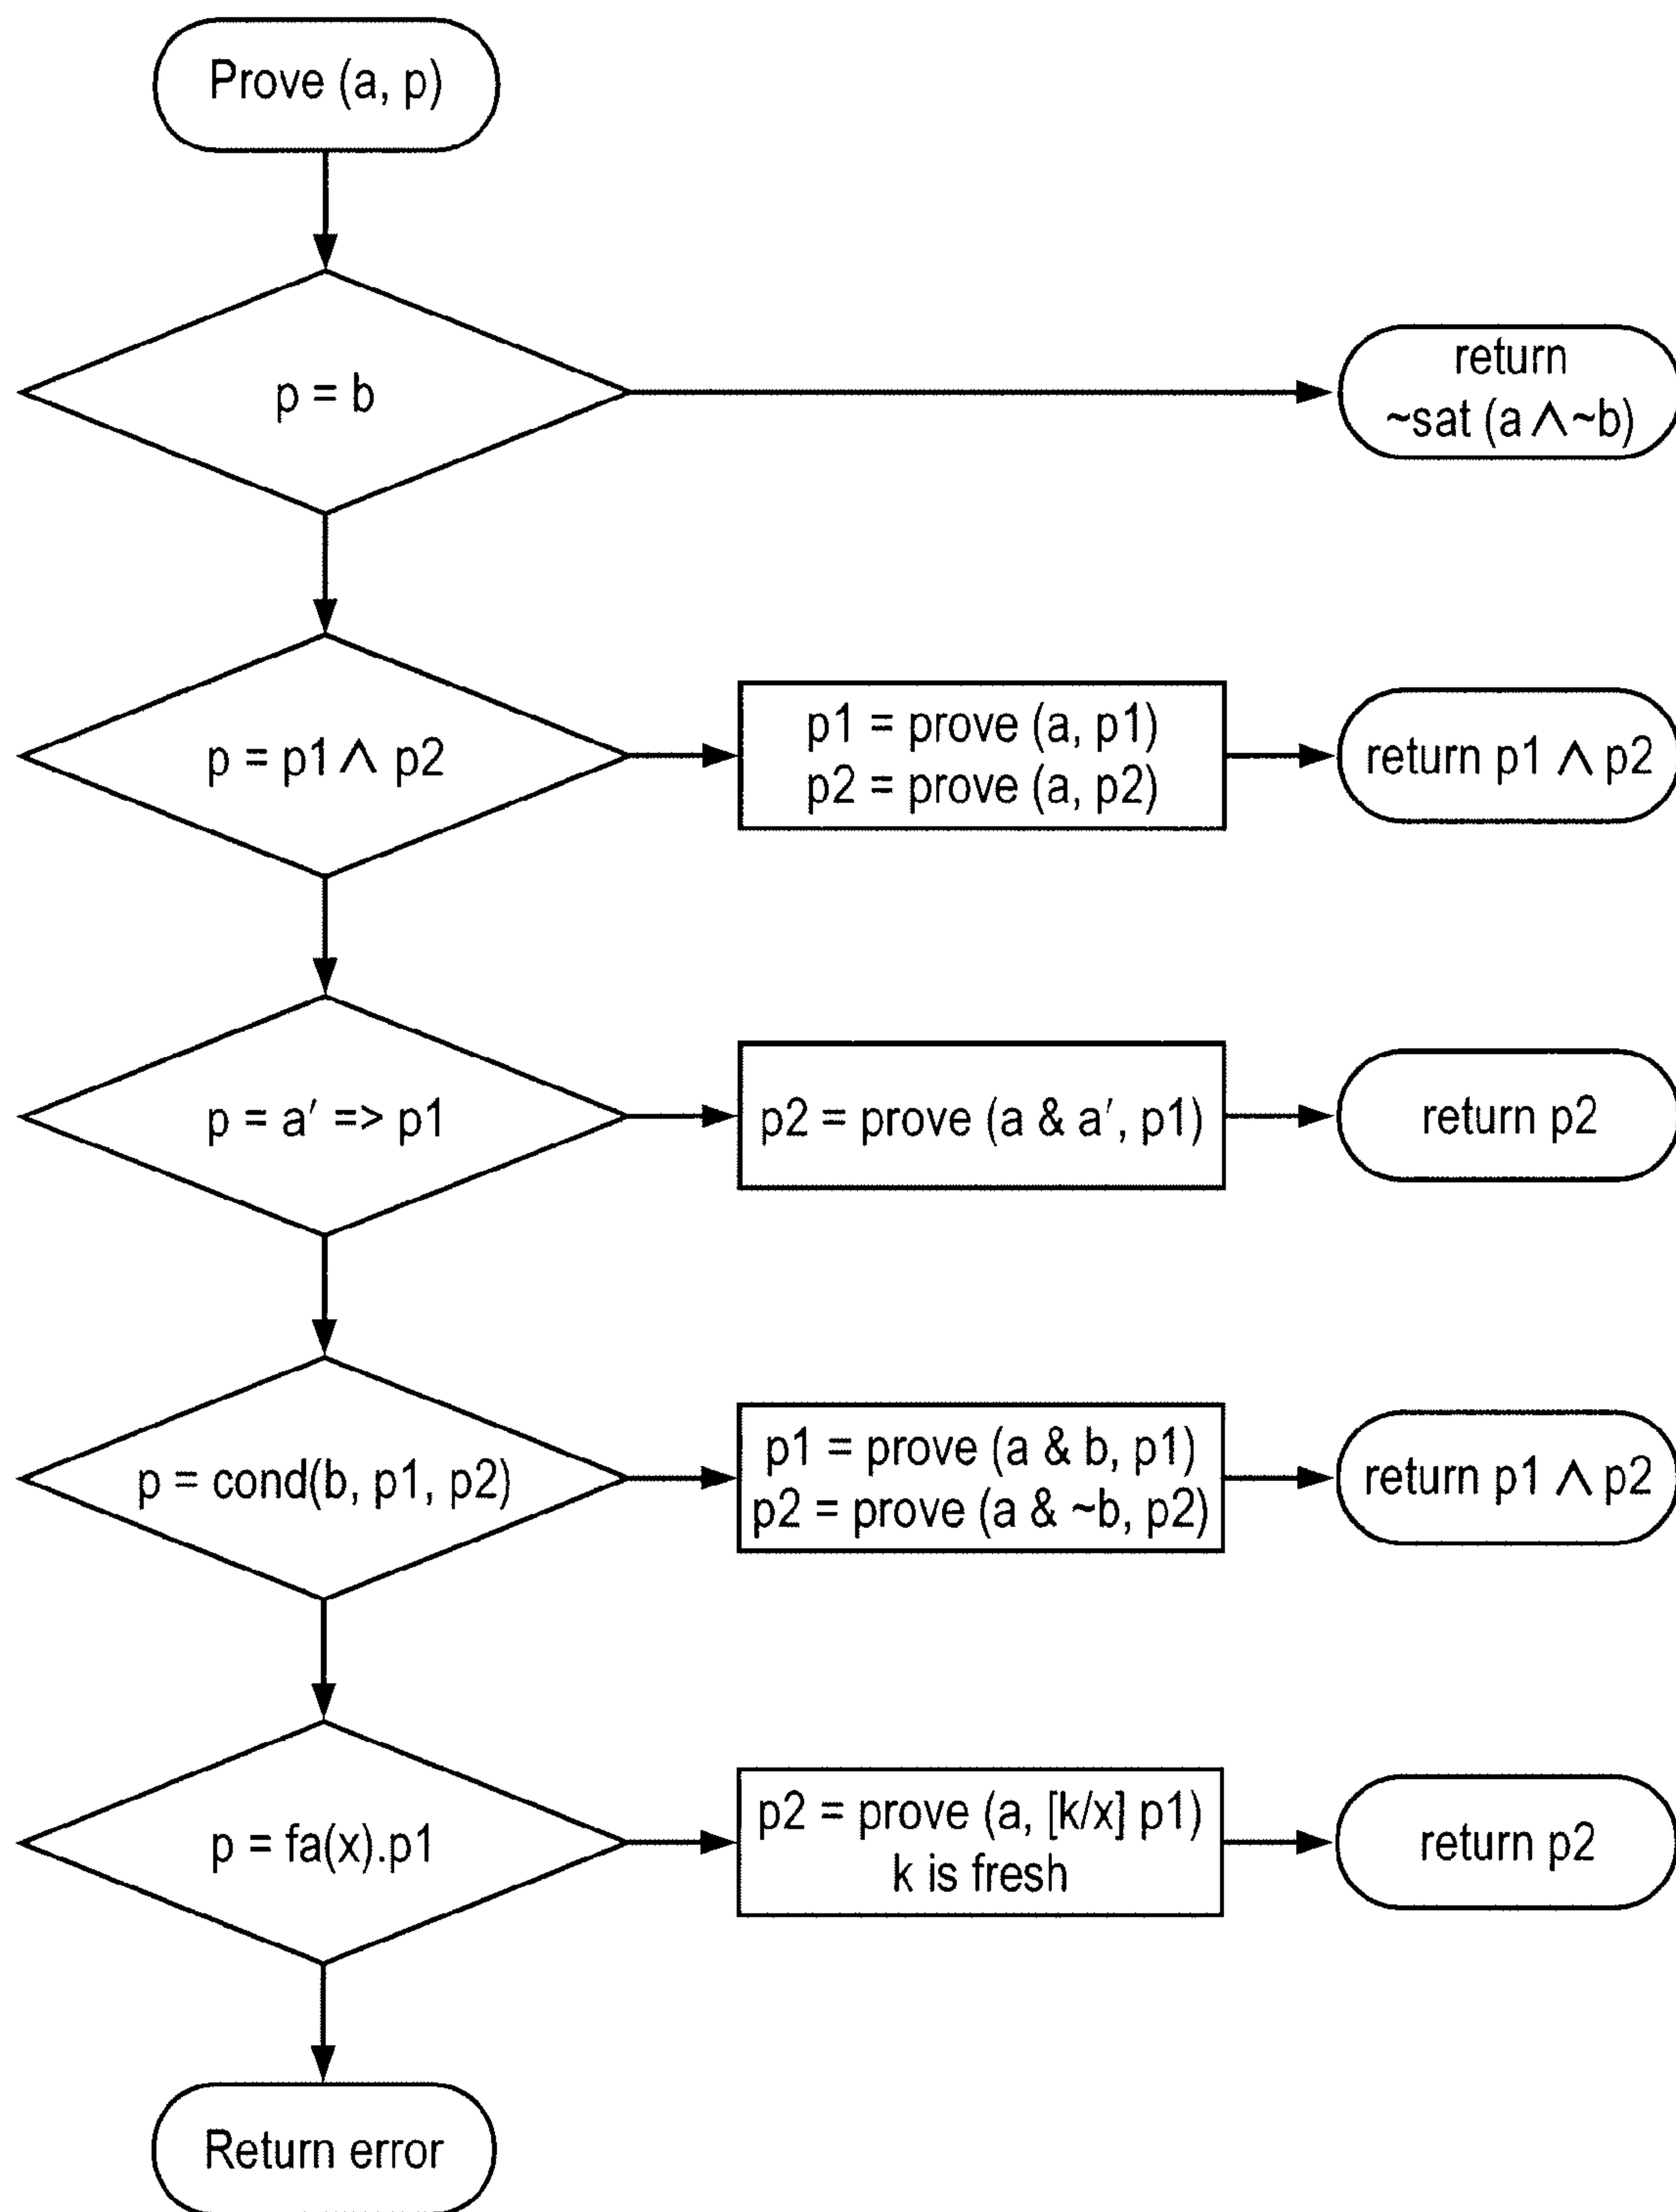 Prove (a, p)
p = b
return
~sat (a ∧ ~b)
p = p1 ∧ p2
p1 = prove (a, p1)
p2 = prove (a, p2)
return p1 ∧ p2
p = a′ => p1
p2 = prove (a & a′, p1)
return p2
p = cond(b, p1, p2)
p1 = prove (a & b, p1)
p2 = prove (a & ~b, p2)
return p1 ∧ p2
p = fa(x).p1
p2 = prove (a, [k/x] p1)
k is fresh
return p2
Return error